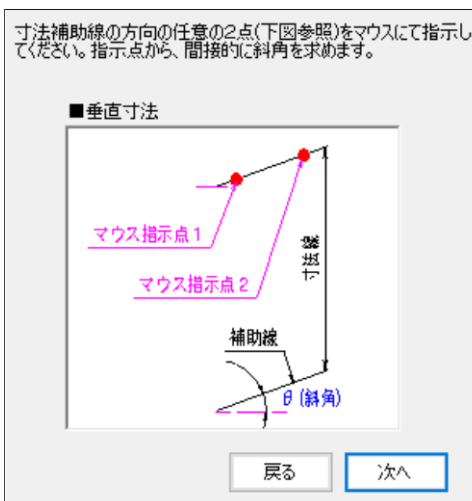 寸法補助線の方向の任意の2点(下図参照)をマウスにて指示し
てください。指示点から、間接的に斜角を求めます。
■垂直寸法
マウス指示点1
マウス指示点2
寸法線
補助線
θ(斜角)
戻る
次へ